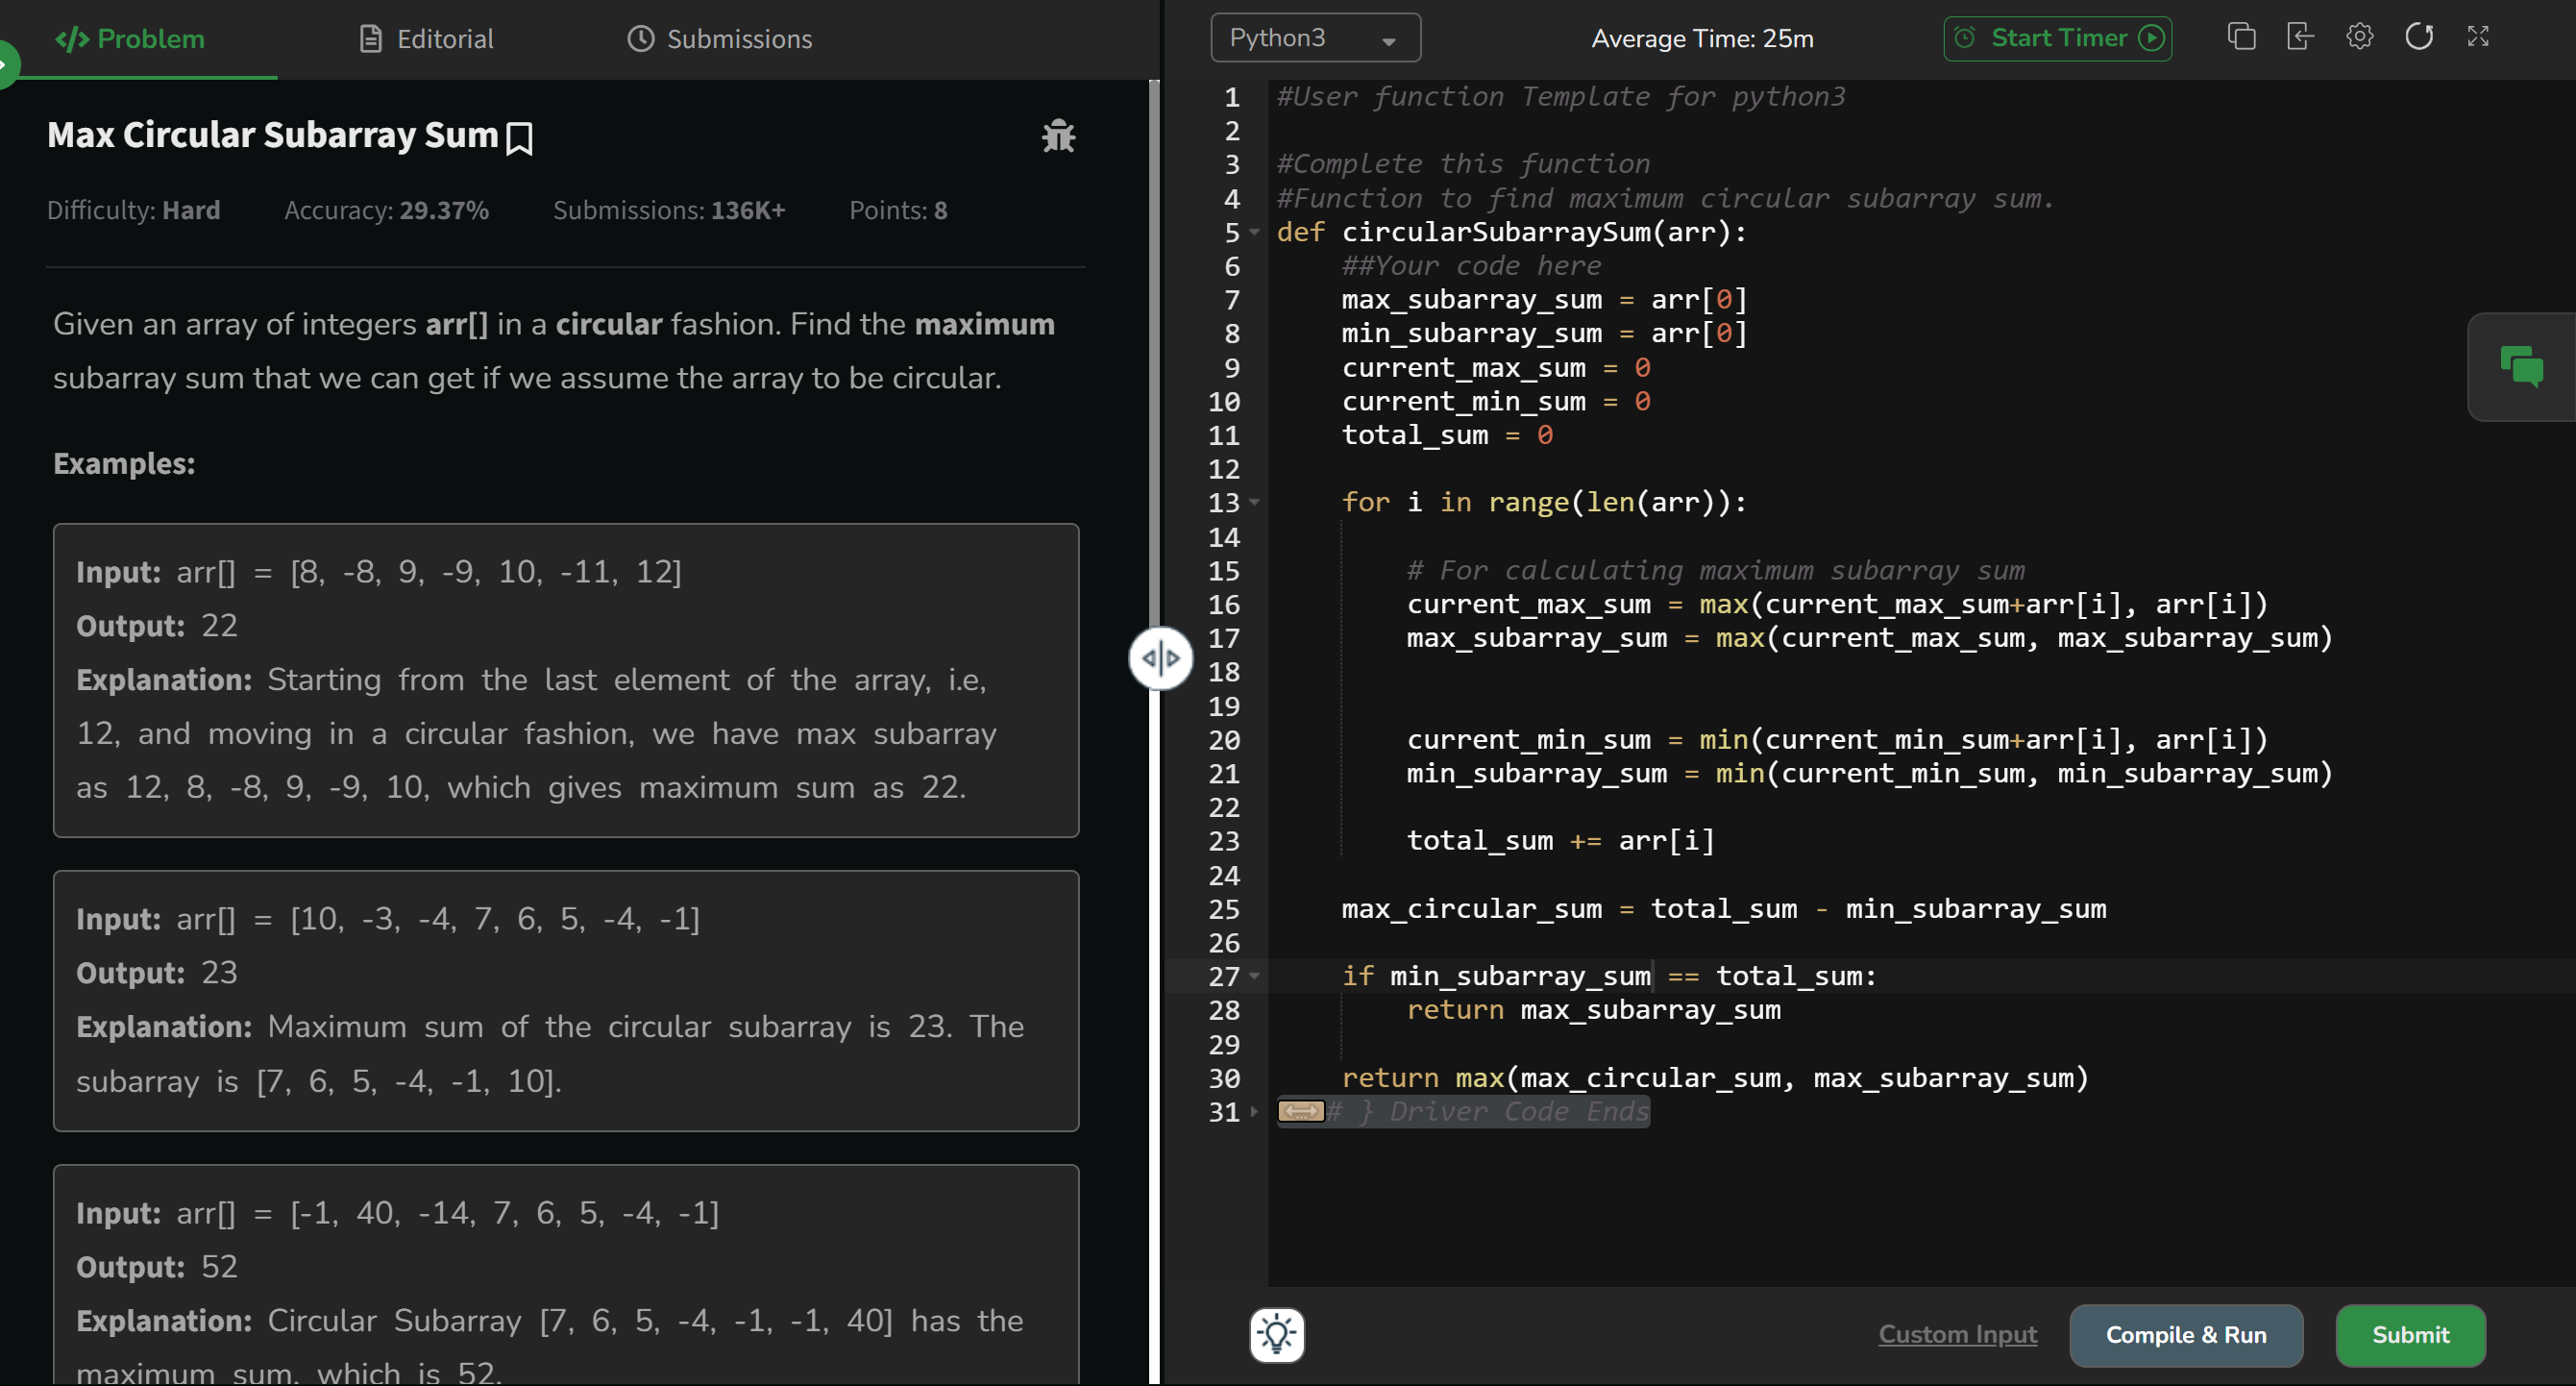 </> Problem
Editorial
Submissions
Max Circular Subarray Sum
Difficulty: Hard Accuracy: 29.37% Submissions: 136K+ Points: 8
Given an array of integers arr[] in a circular fashion. Find the maximum
subarray sum that we can get if we assume the array to be circular.
Examples:
Input: arr[] = [8, -8, 9, -9, 10, -11, 12]
Output: 22
Explanation: Starting from the last element of the array, i.e,
12, and moving in a circular fashion, we have max subarray
as 12, 8, -8, 9, -9, 10, which gives maximum sum as 22.
Input: arr[] = [10, -3, -4, 7, 6, 5, -4, -1]
Output: 23
Explanation: Maximum sum of the circular subarray is 23. The
subarray is [7, 6, 5, -4, -1, 10].
Input: arr[] = [-1, 40, -14, 7, 6, 5, -4, -1]
Output: 52
Explanation: Circular Subarray [7, 6, 5, -4, -1, -1, 40] has the
maximum sum, which is 52.
Python3
Average Time: 25m
Start Timer
1 #User function Template for python3
2
3 #Complete this function
4 #Function to find maximum circular subarray sum.
5 def circularSubarraySum(arr):
6 ##Your code here
7 max_subarray_sum = arr[0]
8 min_subarray_sum = arr[0]
9 current_max_sum = 0
10 current_min_sum = 0
11 total_sum = 0
12
13 for i in range(len(arr)):
14
15 # For calculating maximum subarray sum
16 current_max_sum = max(current_max_sum+arr[i], arr[i])
17 max_subarray_sum = max(current_max_sum, max_subarray_sum)
18
19
20 current_min_sum = min(current_min_sum+arr[i], arr[i])
21 min_subarray_sum = min(current_min_sum, min_subarray_sum)
22
23 total_sum += arr[i]
24
25 max_circular_sum = total_sum - min_subarray_sum
26
27 if min_subarray_sum == total_sum:
28 return max_subarray_sum
29
30 return max(max_circular_sum, max_subarray_sum)
31 # } Driver Code Ends
Custom Input
Compile & Run
Submit